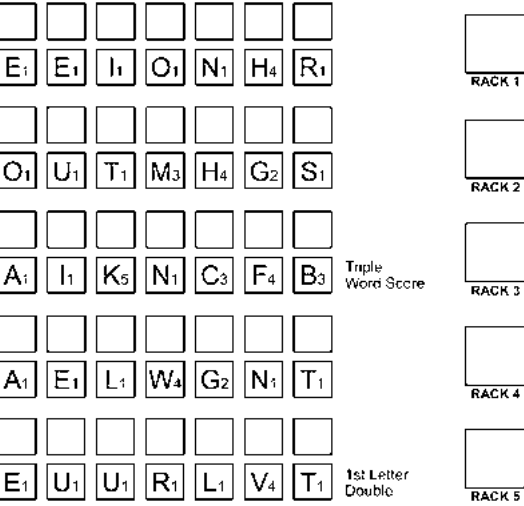 E1 E1 I1 O1 N1 H4 R1
RACK 1
O1 U1 T1 M3 H4 G2 S1
RACK 2
A1 I1 K5 N1 C3 F4 B3
Triple
Word Score
RACK 3
A1 E1 L1 W4 G2 N1 T1
RACK 4
E1 U1 U1 R1 L1 V4 T1
1st Letter
Double
RACK 5